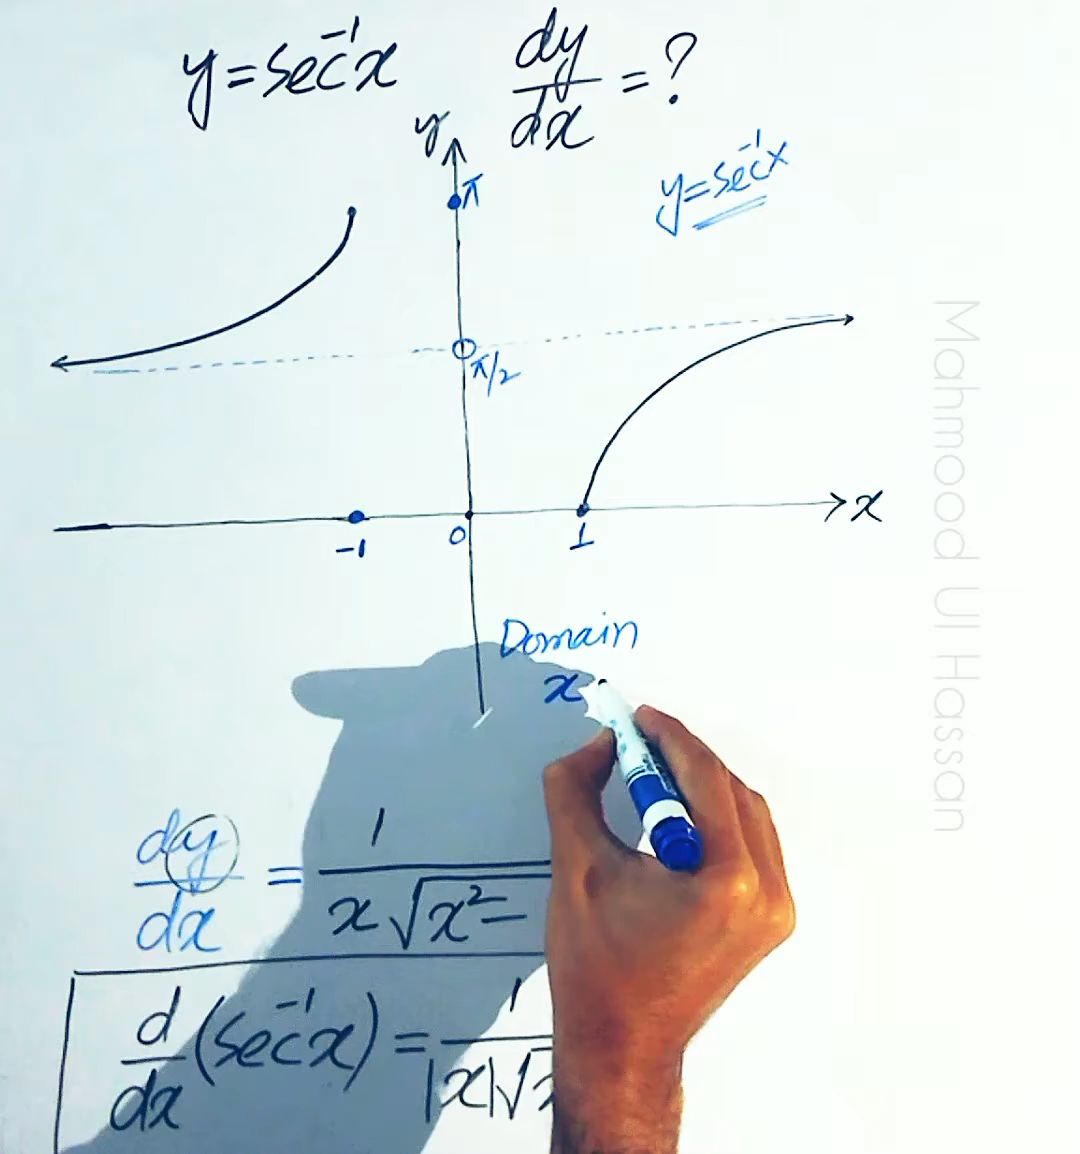 y = sec⁻¹x dy/dx = ?
y
π
y = sec⁻¹x
π/2
x
-1 0 1
Domain
x
dy/dx = 1/(x√(x² -
d/dx (sec⁻¹x) = 1/(|x|√
Mahmood Ul Hassan